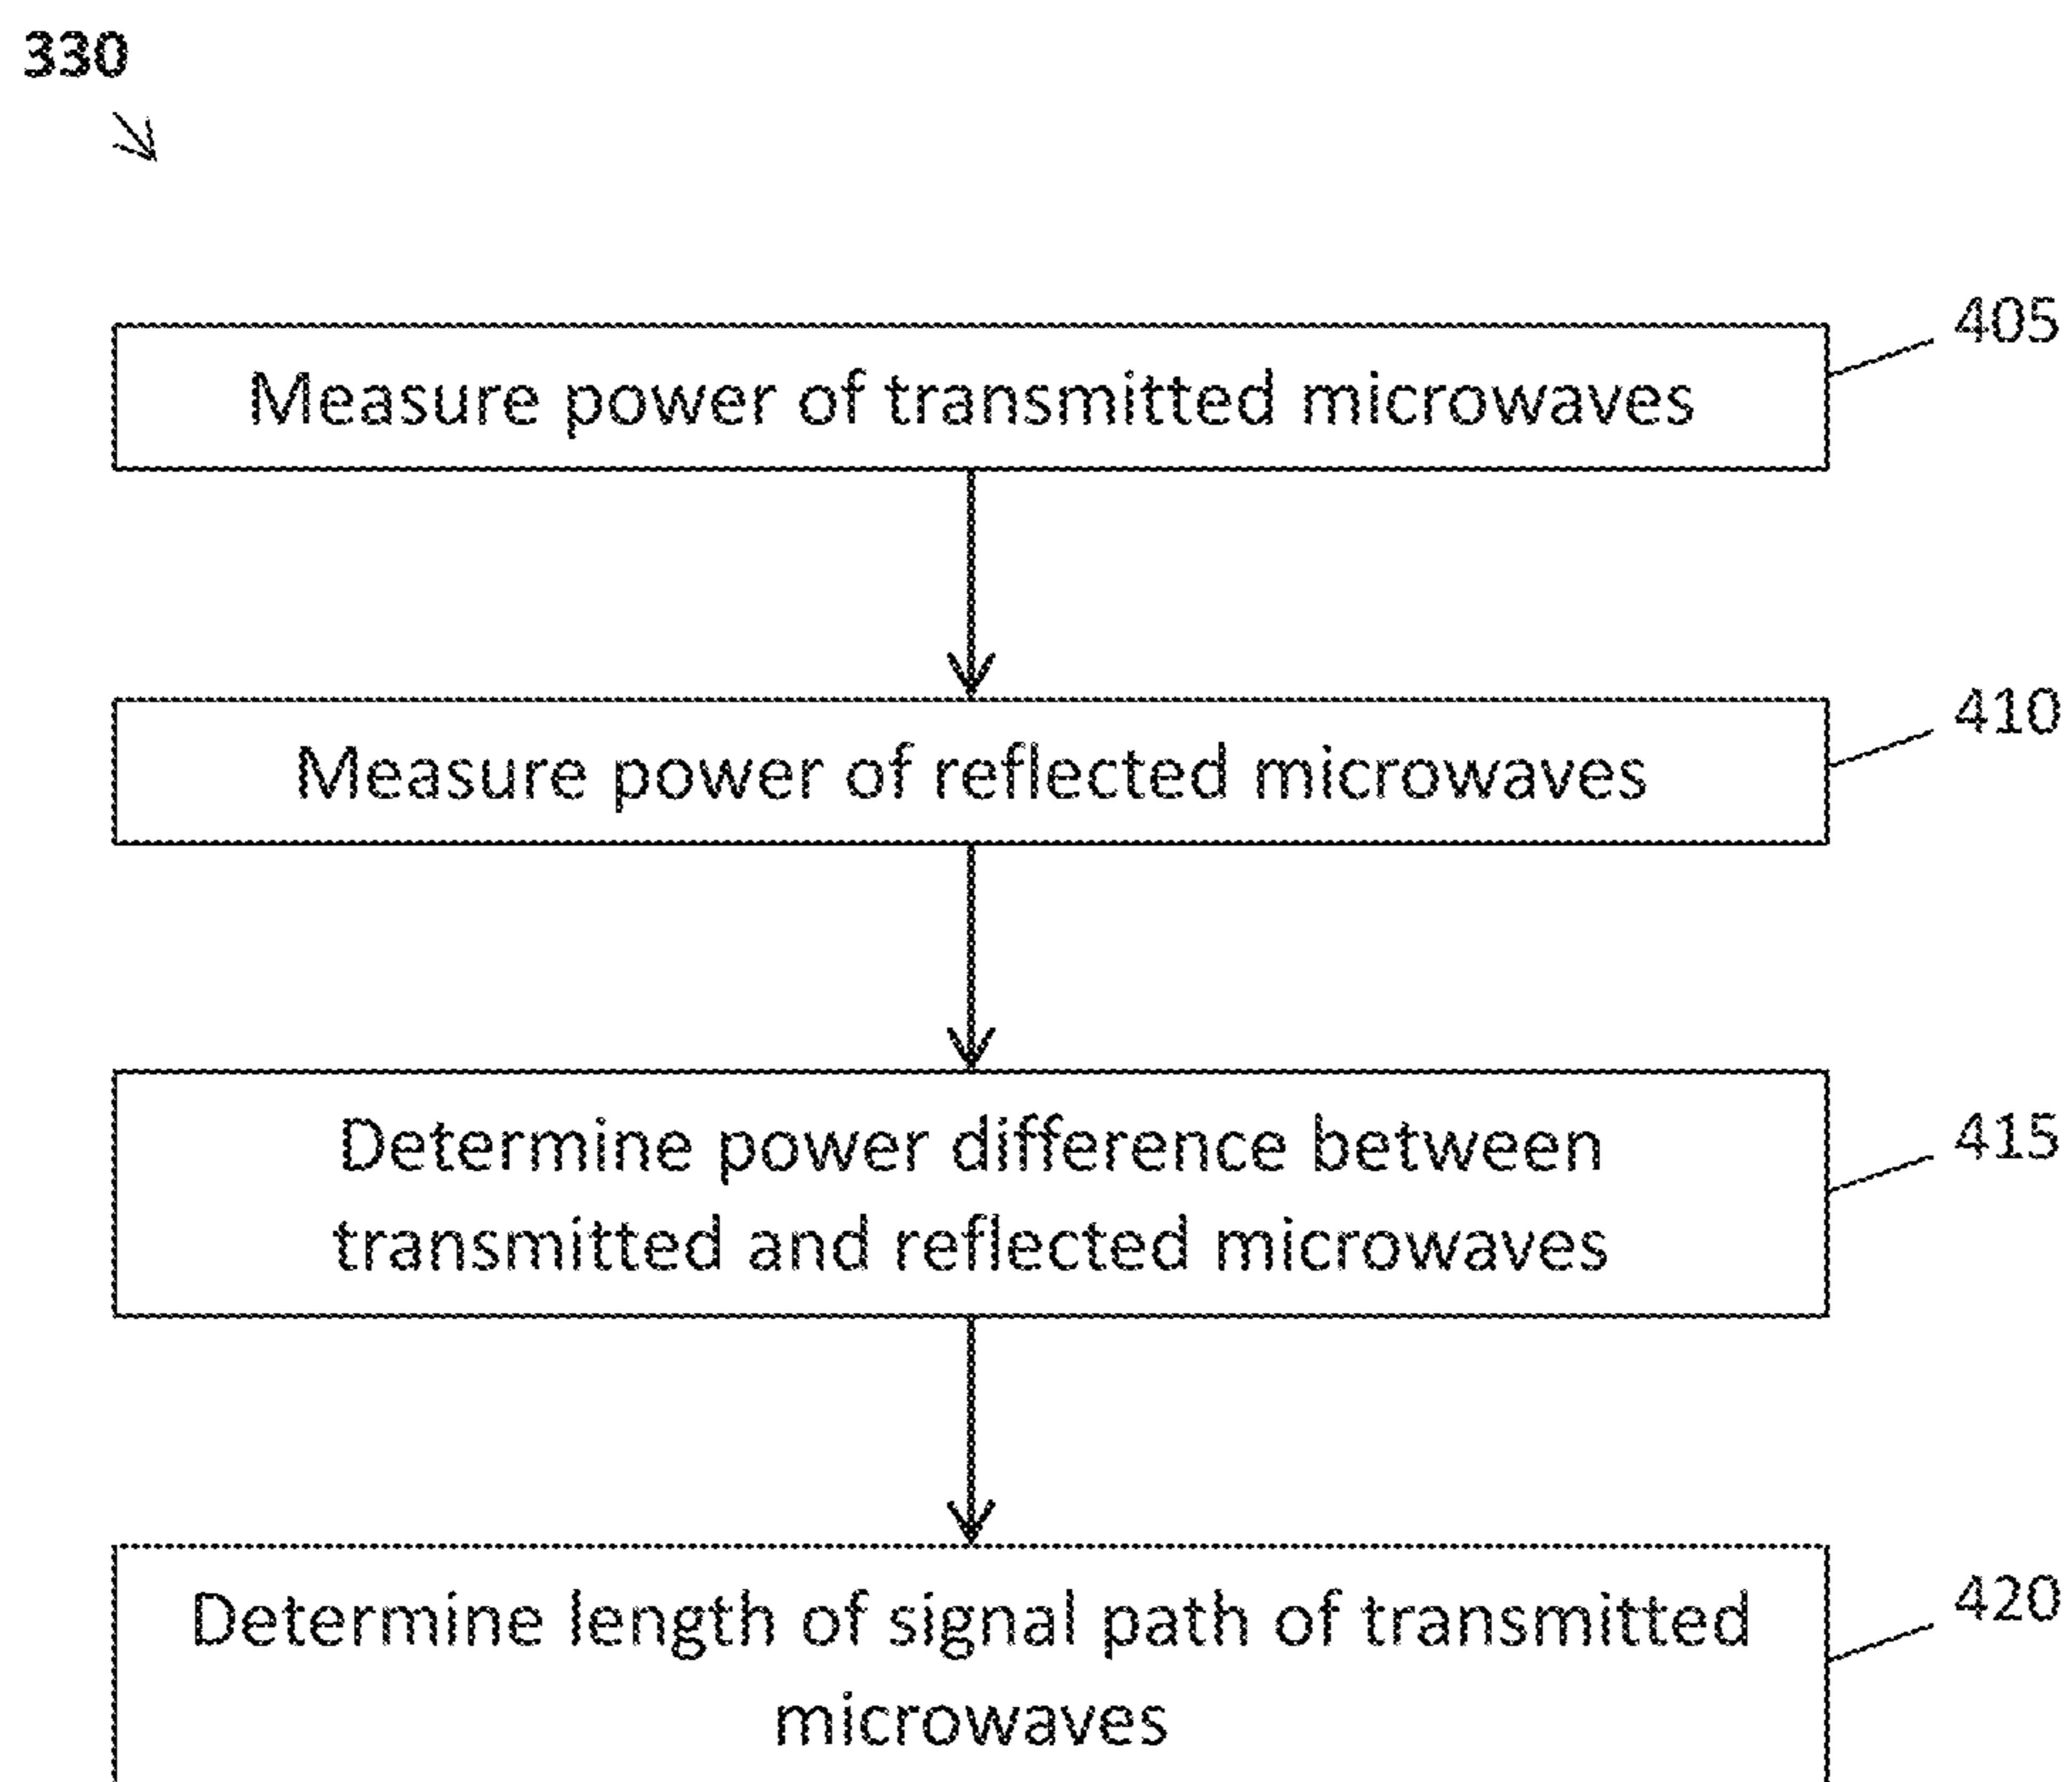 330
405
Measure power of transmitted microwaves
410
Measure power of reflected microwaves
415
Determine power difference between
transmitted and reflected microwaves
420
Determine length of signal path of transmitted
microwaves